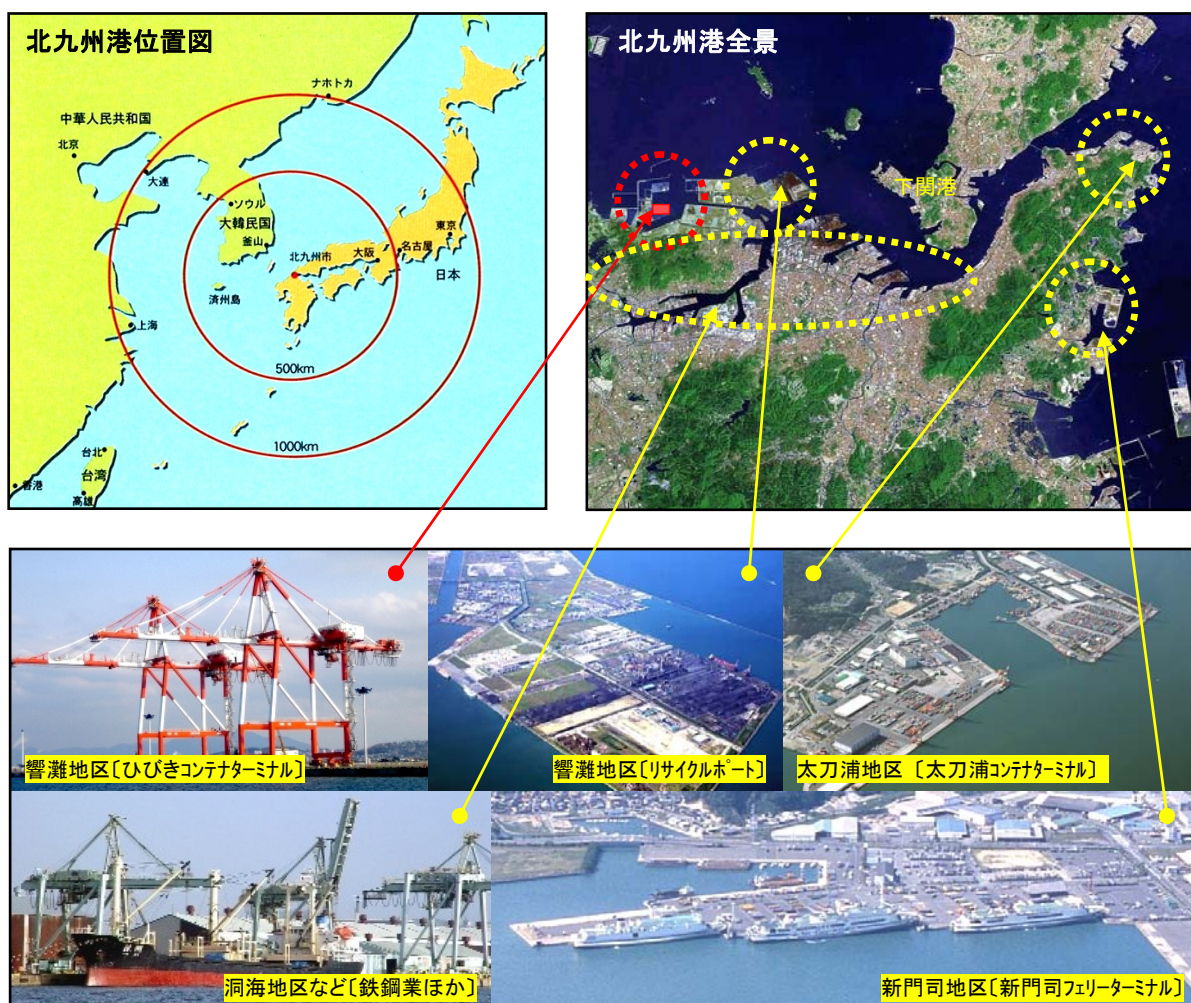 北九州港位置図
ナホトカ
中華人民共和国
北京
大連
ソウル
大韓民国
釜山
北九州市
大阪
名古屋
東京
日本
済州島
上海
500km
1000km
台北
台湾
香港
高雄
北九州港全景
下関港
響灘地区〔ひびきコンテナターミナル〕
響灘地区〔リサイクルポート〕
太刀浦地区 〔太刀浦コンテナターミナル〕
洞海地区など〔鉄鋼業ほか〕
新門司地区〔新門司フェリーターミナル〕